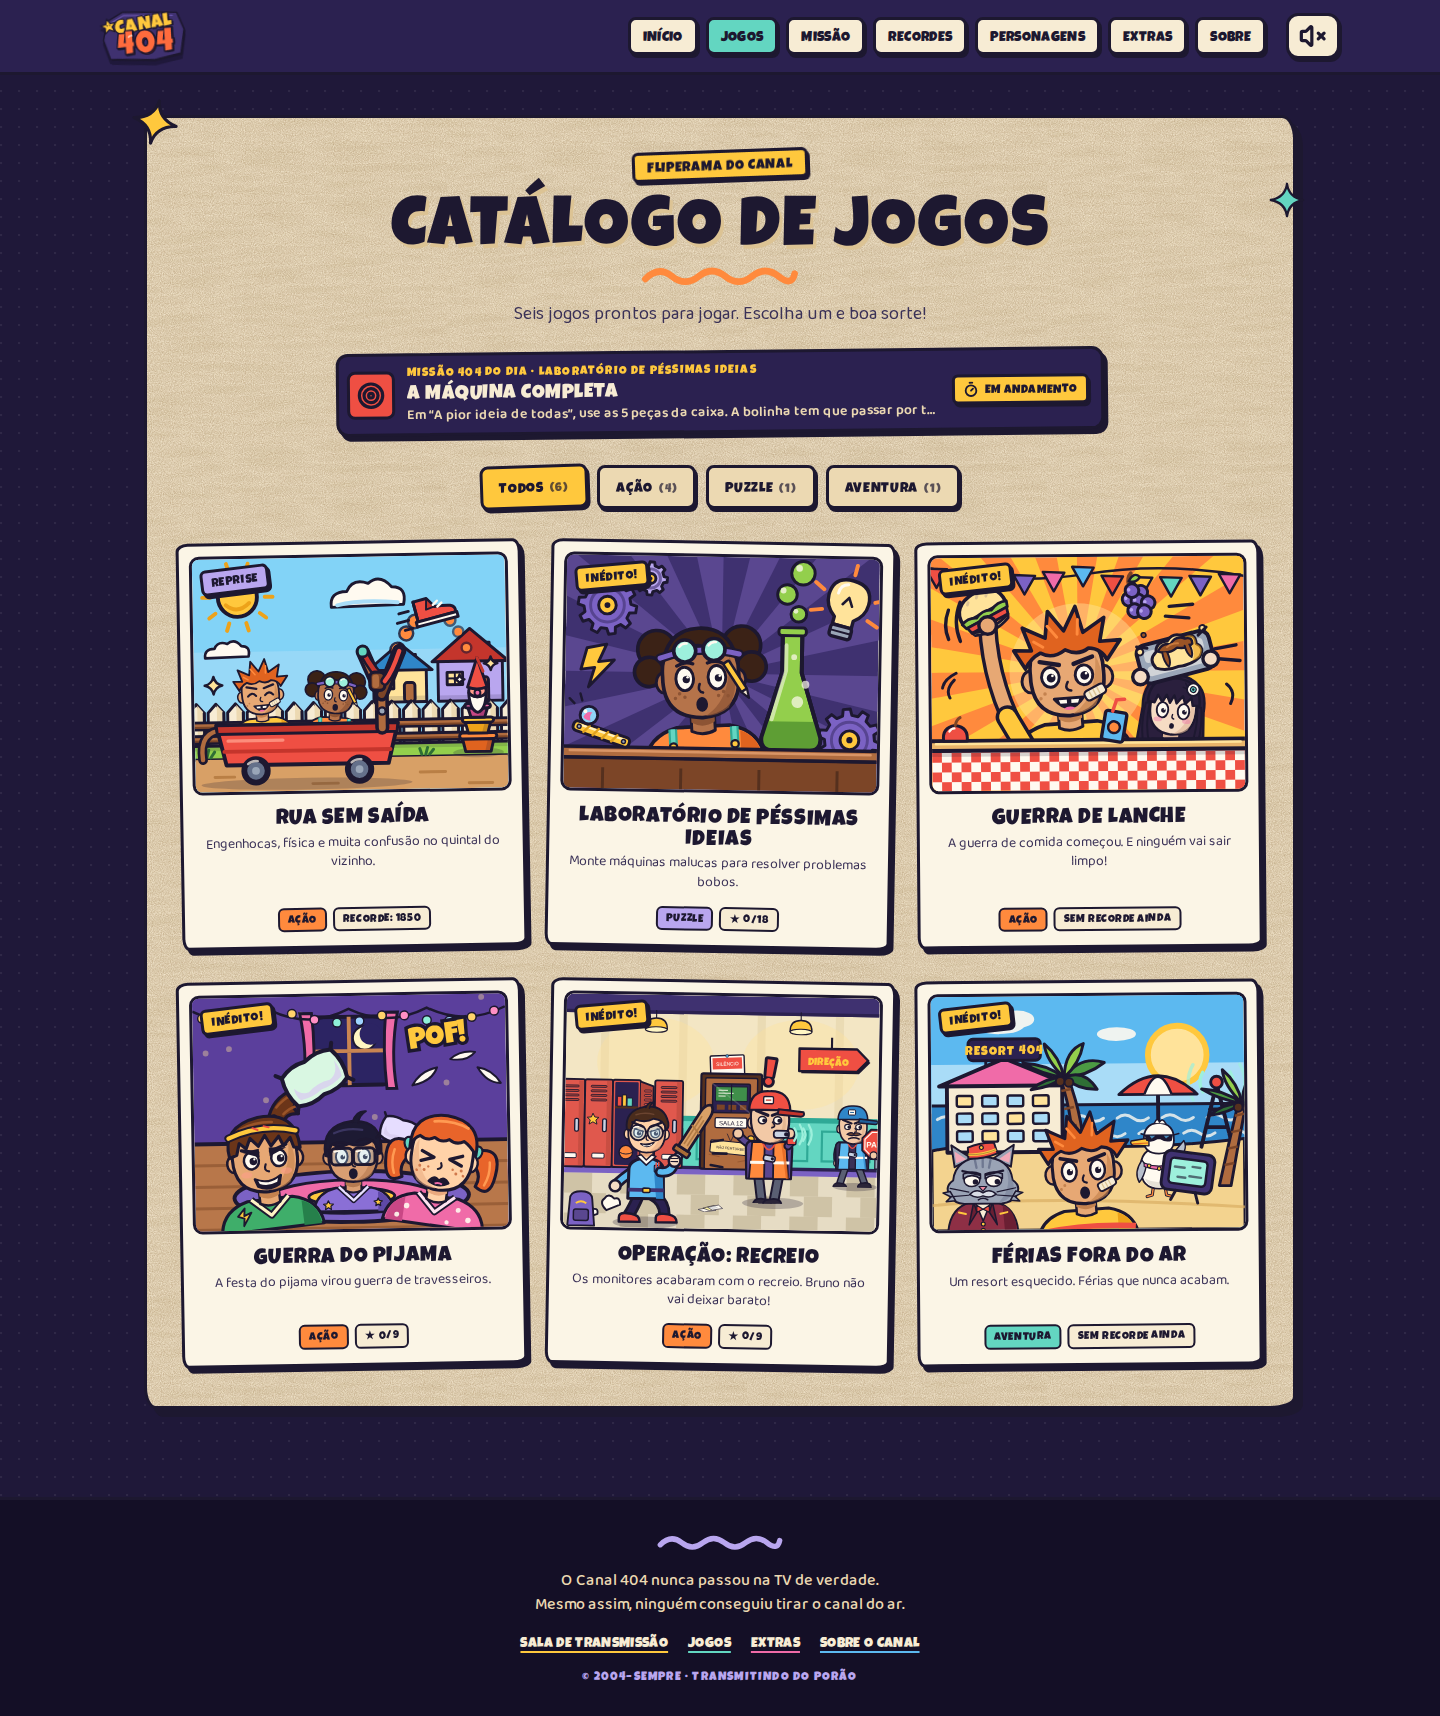 CANAL
404
INÍCIO
JOGOS
MISSÃO
RECORDES
PERSONAGENS
EXTRAS
SOBRE
FLIPERAMA DO CANAL
CATÁLOGO DE JOGOS
Seis jogos prontos para jogar. Escolha um e boa sorte!
MISSÃO 404 DO DIA · LABORATÓRIO DE PÉSSIMAS IDEIAS
A MÁQUINA COMPLETA
Em “A pior ideia de todas”, use as 5 peças da caixa. A bolinha tem que passar por t…
EM ANDAMENTO
TODOS (6)
AÇÃO (4)
PUZZLE (1)
AVENTURA (1)
REPRISE
RUA SEM SAÍDA
Engenhocas, física e muita confusão no quintal do
vizinho.
AÇÃO
RECORDE: 1850
INÉDITO!
LABORATÓRIO DE PÉSSIMAS
IDEIAS
Monte máquinas malucas para resolver problemas
bobos.
PUZZLE
★ 0/18
INÉDITO!
GUERRA DE LANCHE
A guerra de comida começou. E ninguém vai sair
limpo!
AÇÃO
SEM RECORDE AINDA
INÉDITO!
POF!
GUERRA DO PIJAMA
A festa do pijama virou guerra de travesseiros.
AÇÃO
★ 0/9
INÉDITO!
SILÊNCIO
DIREÇÃO
SALA 12
PA
OPERAÇÃO: RECREIO
Os monitores acabaram com o recreio. Bruno não
vai deixar barato!
AÇÃO
★ 0/9
INÉDITO!
RESORT 404
FÉRIAS FORA DO AR
Um resort esquecido. Férias que nunca acabam.
AVENTURA
SEM RECORDE AINDA
O Canal 404 nunca passou na TV de verdade.
Mesmo assim, ninguém conseguiu tirar o canal do ar.
SALA DE TRANSMISSÃO
JOGOS
EXTRAS
SOBRE O CANAL
© 2004–SEMPRE · TRANSMITINDO DO PORÃO